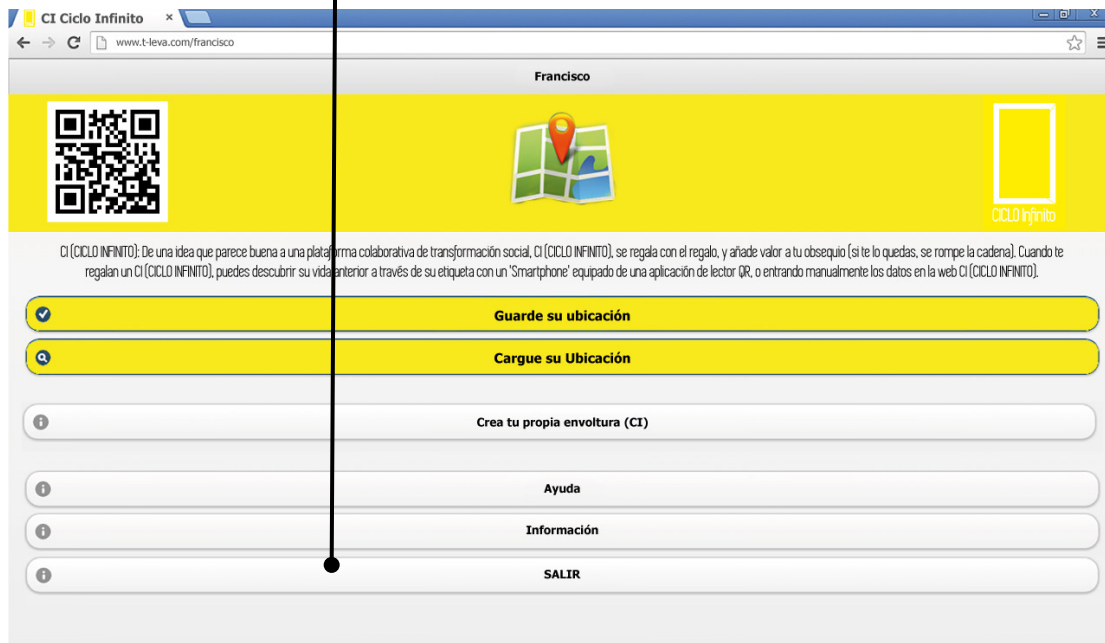 CI Ciclo Infinito
www.t-leva.com/francisco
Francisco
CICLO Infinito
CI (CICLO INFINITO): De una idea que parece buena a una plataforma colaborativa de transformación social, CI (CICLO INFINITO), se regala con el regalo, y añade valor a tu obsequio (si te lo quedas, se rompe la cadena). Cuando te
regalan un CI (CICLO INFINITO), puedes descubrir su vida anterior a través de su etiqueta con un 'Smartphone' equipado de una aplicación de lector QR, o entrando manualmente los datos en la web CI (CICLO INFINITO).
Guarde su ubicación
Cargue su Ubicación
Crea tu propia envoltura (CI)
Ayuda
Información
SALIR